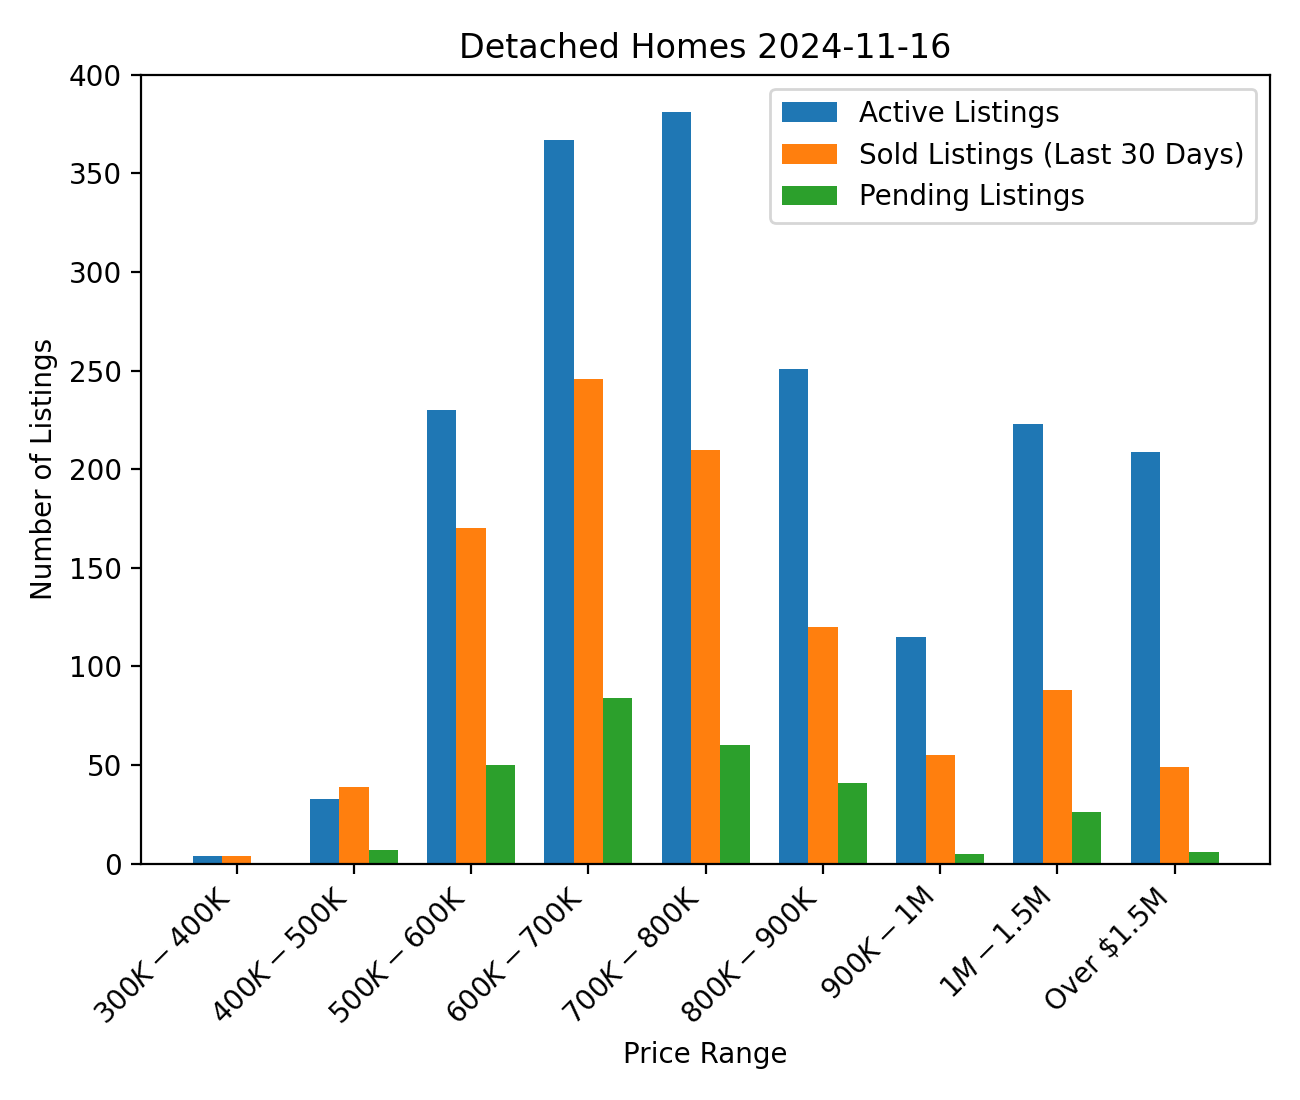 Detached Homes 2024-11-16
Active Listings
Sold Listings (Last 30 Days)
Pending Listings
Number of Listings
400
350
300
250
200
150
100
50
0
300K − 400K
400K − 500K
500K − 600K
600K − 700K
700K − 800K
800K − 900K
900K − 1M
1M − 1.5M
Over $1.5M
Price Range